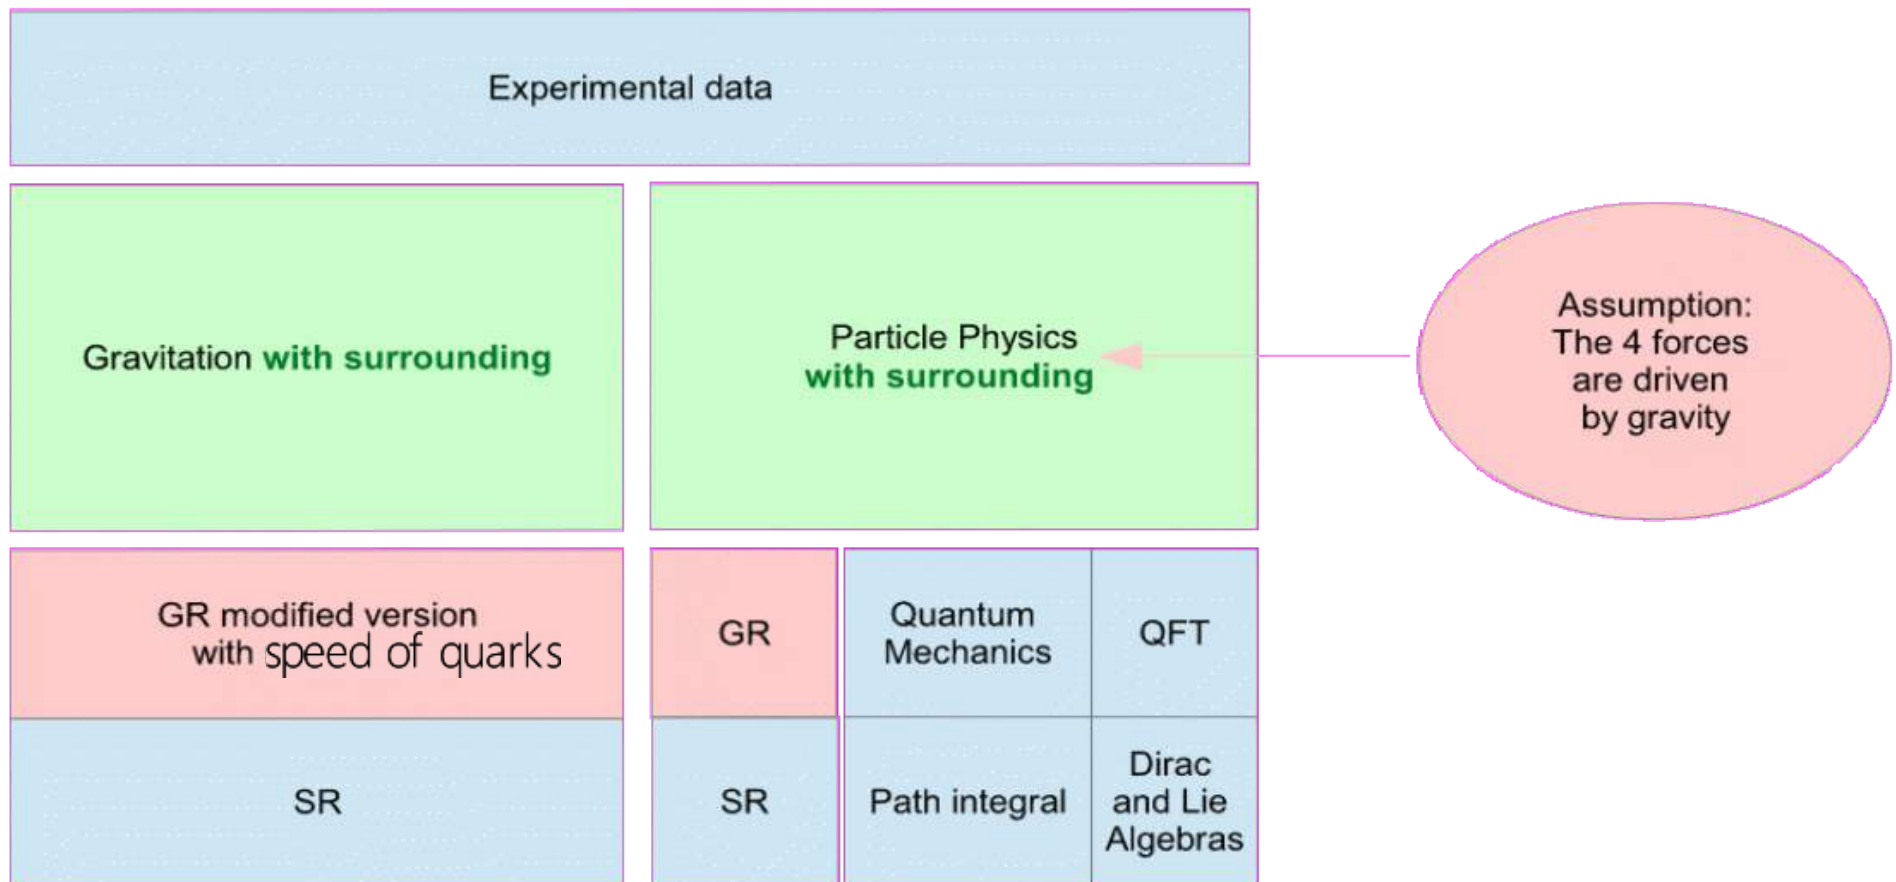 Experimental data
Gravitation with surrounding
Particle Physics
with surrounding
Assumption:
The 4 forces
are driven
by gravity
GR modified version
with speed of quarks
GR
Quantum
Mechanics
QFT
SR
SR
Path integral
Dirac
and Lie
Algebras